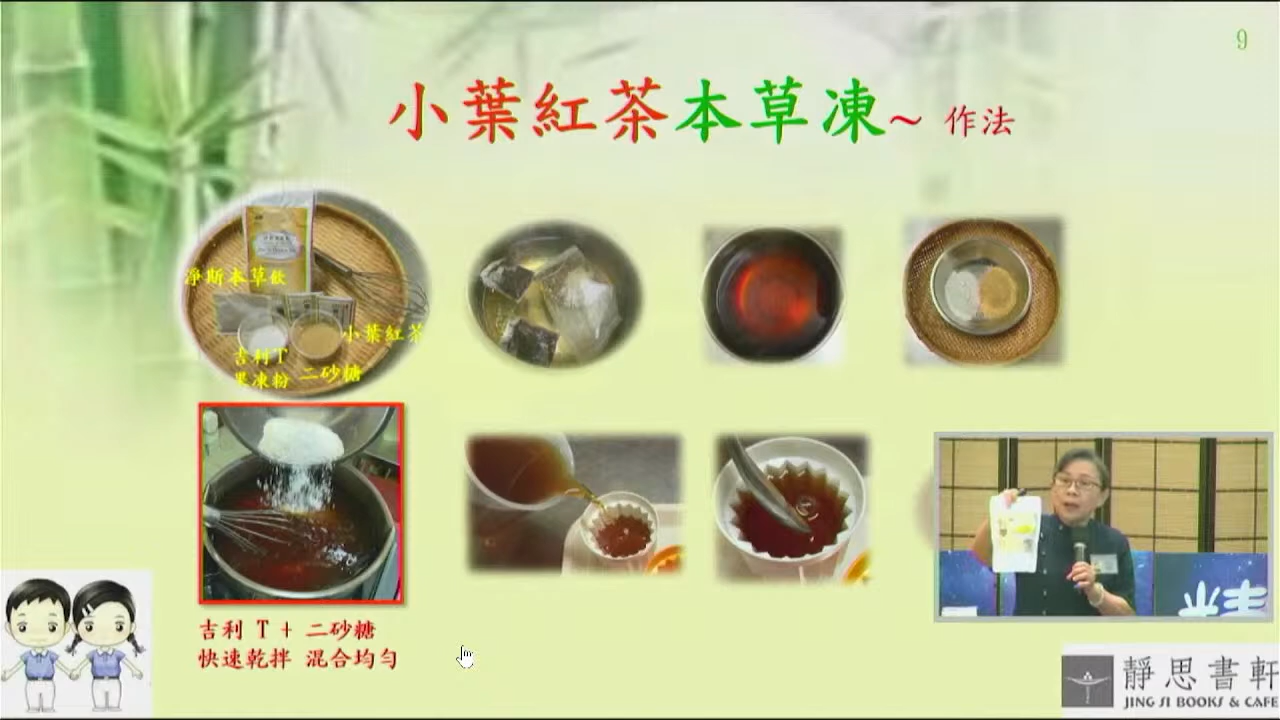 9
小葉紅茶本草凍~ 作法
淨斯本草飲
小葉紅茶
吉利T
果凍粉
二砂糖
吉利 T + 二砂糖
快速乾拌 混合均勻
靜思書軒
JING SI BOOKS & CAFE